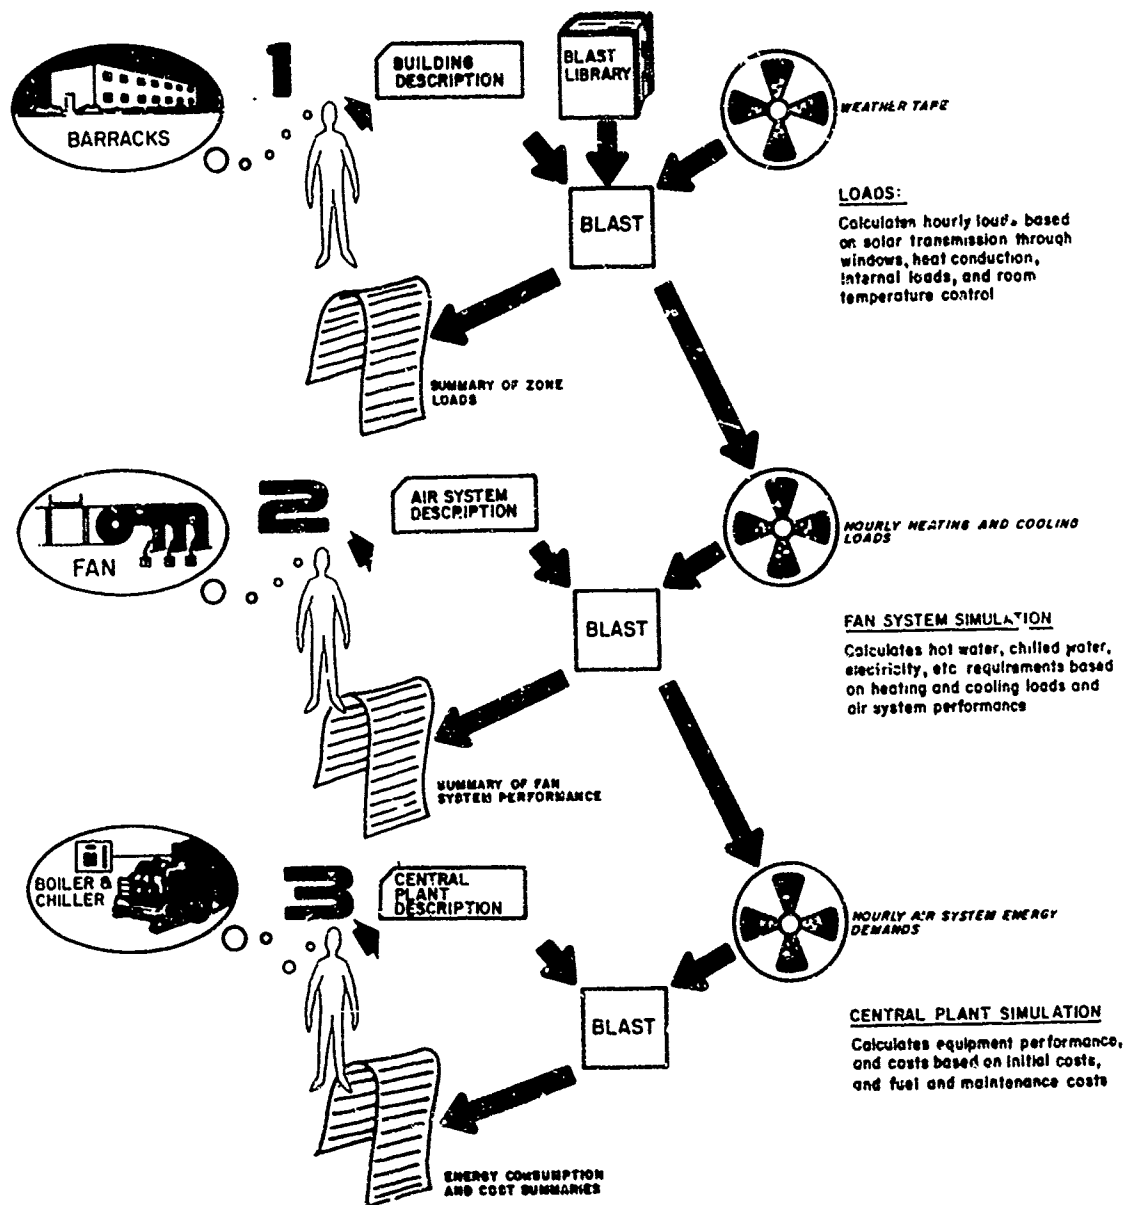 1
BUILDING
DESCRIPTION
BLAST
LIBRARY
WEATHER TAPE
BARRACKS
BLAST
LOADS:
Calculates hourly loads based
on solar transmission through
windows, heat conduction,
internal loads, and room
temperature control
SUMMARY OF ZONE
LOADS
2
AIR SYSTEM
DESCRIPTION
HOURLY HEATING AND COOLING
LOADS
FAN
BLAST
FAN SYSTEM SIMULATION
Calculates hot water, chilled water,
electricity, etc requirements based
on heating and cooling loads and
air system performance
SUMMARY OF FAN
SYSTEM PERFORMANCE
3
CENTRAL
PLANT
DESCRIPTION
BOILER &
CHILLER
HOURLY AIR SYSTEM ENERGY
DEMANDS
BLAST
CENTRAL PLANT SIMULATION
Calculates equipment performance,
and costs based on initial costs,
and fuel and maintenance costs
ENERGY CONSUMPTION
AND COST SUMMARIES